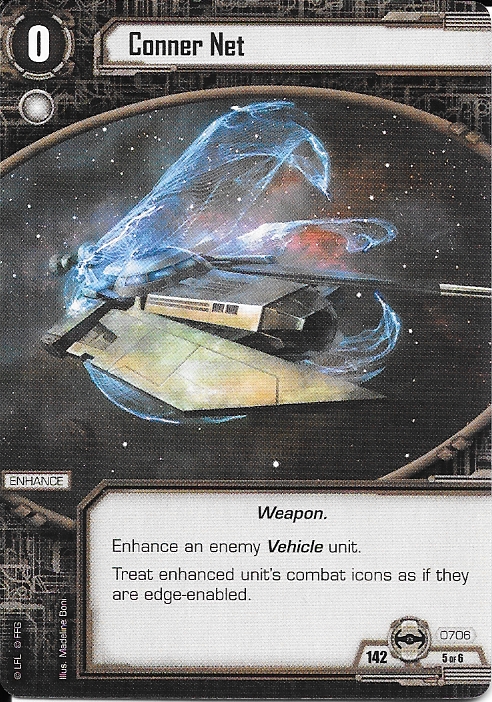 0
Conner Net
ENHANCE
Weapon.
Enhance an enemy Vehicle unit.
Treat enhanced unit's combat icons as if they
are edge-enabled.
© LFL © FFG
Illus. Madeline Boni
142
0706
5 OF 6